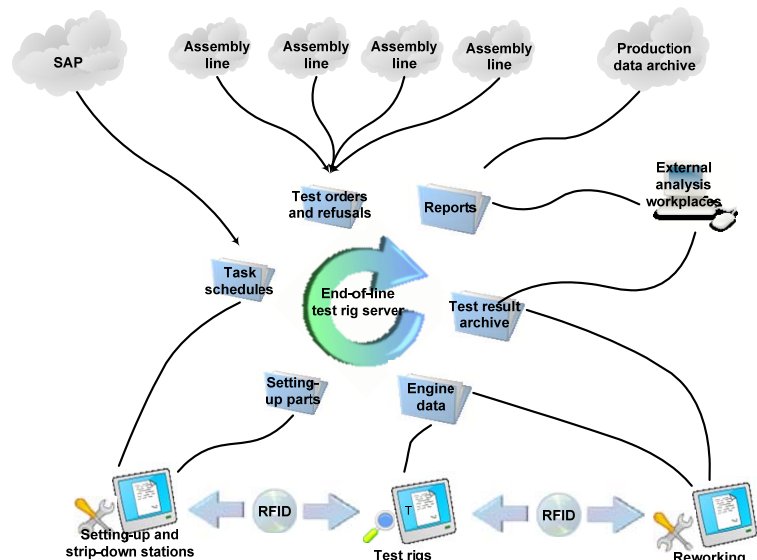 SAP
Assembly
line
Assembly
line
Assembly
line
Assembly
line
Production
data archive
Test orders
and refusals
Reports
External
analysis
workplaces
Task
schedules
End-of-line
test rig server
Test result
archive
Setting-
up parts
Engine
data
RFID
T
RFID
Setting-up and
strip-down stations
Test rigs
Reworking